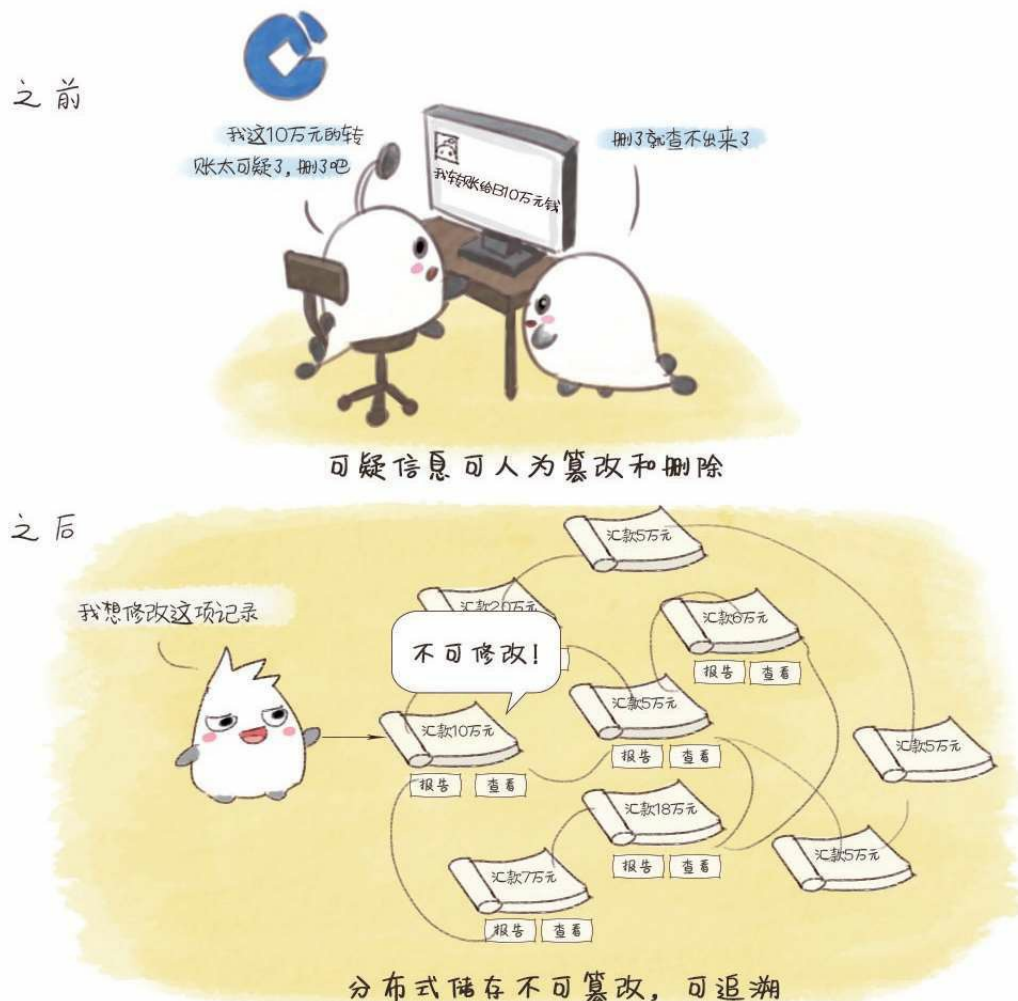 之前
我这10万元的转
账太可疑了,删了吧
我转账给B10万元钱
删了就查不出来了
可疑信息可人为篡改和删除
之后
我想修改这项记录
汇款5万元
汇款20万元
汇款6万元
报告 查看
不可修改!
汇款10万元
报告 查看
汇款5万元
报告 查看
汇款5万元
汇款18万元
报告 查看
汇款5万元
汇款7万元
报告 查看
分布式储存不可篡改,可追溯